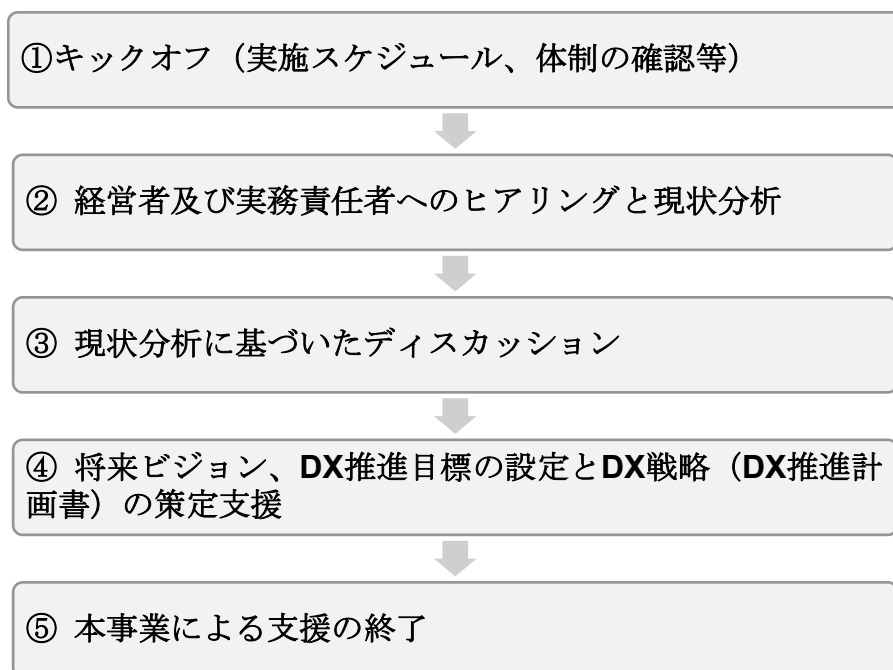 ①キックオフ（実施スケジュール、体制の確認等）
② 経営者及び実務責任者へのヒアリングと現状分析
③ 現状分析に基づいたディスカッション
④ 将来ビジョン、DX推進目標の設定とDX戦略（DX推進計
画書）の策定支援
⑤ 本事業による支援の終了